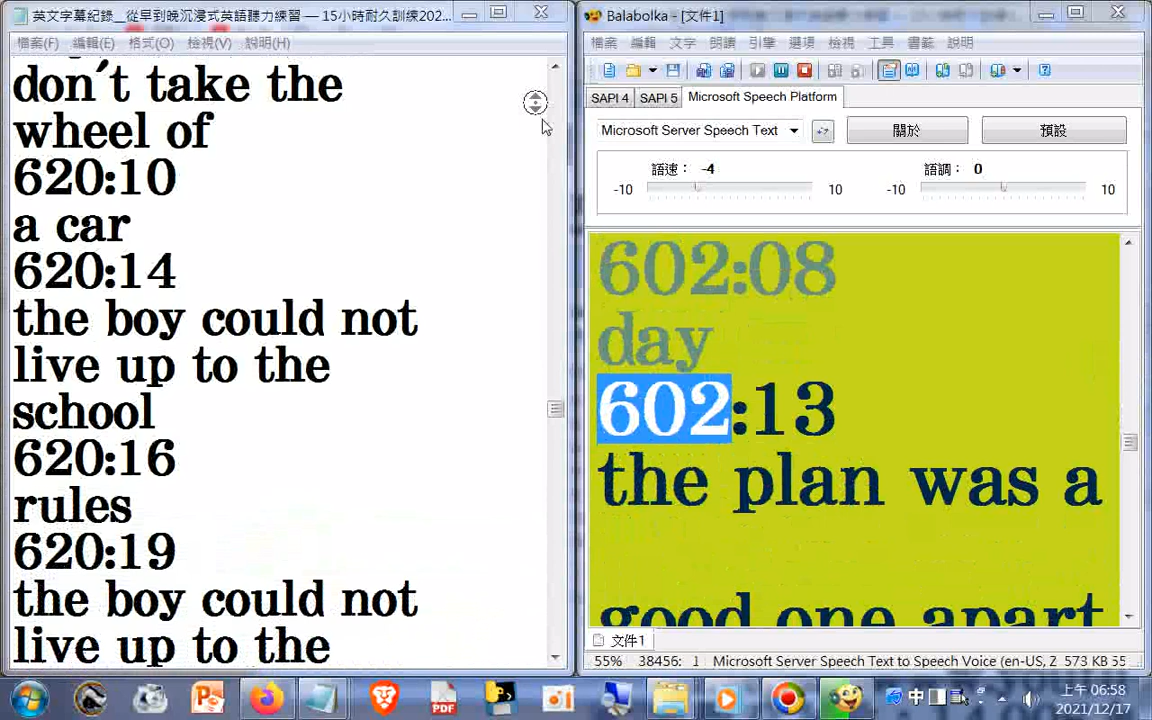 英文字幕紀錄__從早到晚沉浸式英語聽力練習 — 15小時耐久訓練202...
檔案(F) 編輯(E) 格式(O) 檢視(V) 說明(H)
don't take the
wheel of
620:10
a car
620:14
the boy could not
live up to the
school
620:16
rules
620:19
the boy could not
live up to the
Balabolka - [文件1]
檔案 編輯 文字 朗讀 引擎 選項 檢視 工具 書籤 說明
SAPI 4 SAPI 5 Microsoft Speech Platform
Microsoft Server Speech Text 關於 預設
語速： -4 語調： 0
-10 10 -10 10
602:08
day
602:13
the plan was a
good one apart
文件1
55% 38456: 1 Microsoft Server Speech Text to Speech Voice (en-US, Z 573 KB 55
PDF
中
上午 06:58
2021/12/17